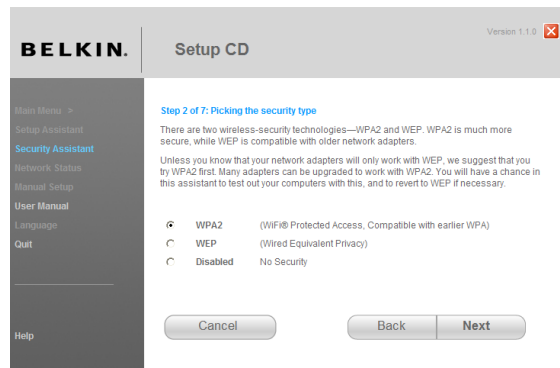 Version 1.1.0
BELKIN.
Setup CD
Main Menu >
Setup Assistant
Security Assistant
Network Status
Manual Setup
User Manual
Language
Quit
Help
Step 2 of 7: Picking the security type
There are two wireless-security technologies—WPA2 and WEP. WPA2 is much more
secure, while WEP is compatible with older network adapters.
Unless you know that your network adapters will only work with WEP, we suggest that you
try WPA2 first. Many adapters can be upgraded to work with WPA2. You will have a chance in
this assistant to test out your computers with this, and to revert to WEP if necessary.
WPA2 (WiFi® Protected Access, Compatible with earlier WPA)
WEP (Wired Equivalent Privacy)
Disabled No Security
Cancel Back Next